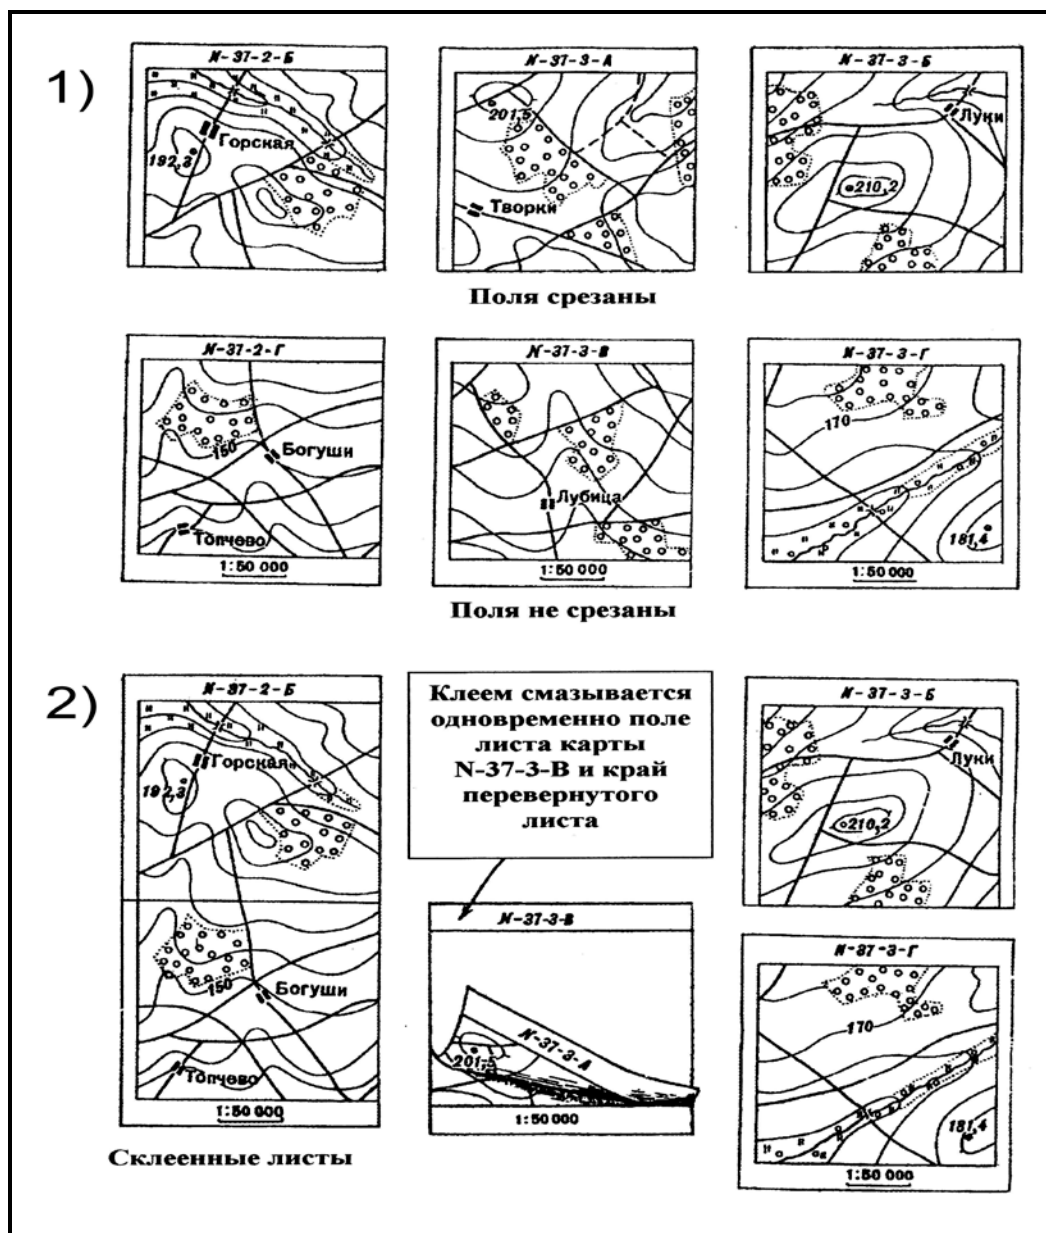 1)
N-37-2-Б
Горская
192,3
N-37-3-А
201,5
Творки
N-37-3-Б
Луки
210,2
Поля срезаны
N-37-2-Г
150
Богуши
Топчево
1:50 000
N-37-3-В
Лубица
1:50 000
N-37-3-Г
170
181,4
1:50 000
Поля не срезаны
2)
N-37-2-Б
Горская
192,3
150
Богуши
Топчево
1:50 000
Склеенные листы
Клеем смазывается
одновременно поле
листа карты
N-37-3-В и край
перевернутого
листа
N-37-3-В
N-37-3-А
201,5
1:50 000
N-37-3-Б
Луки
210,2
N-37-3-Г
170
181,4
1:50 000